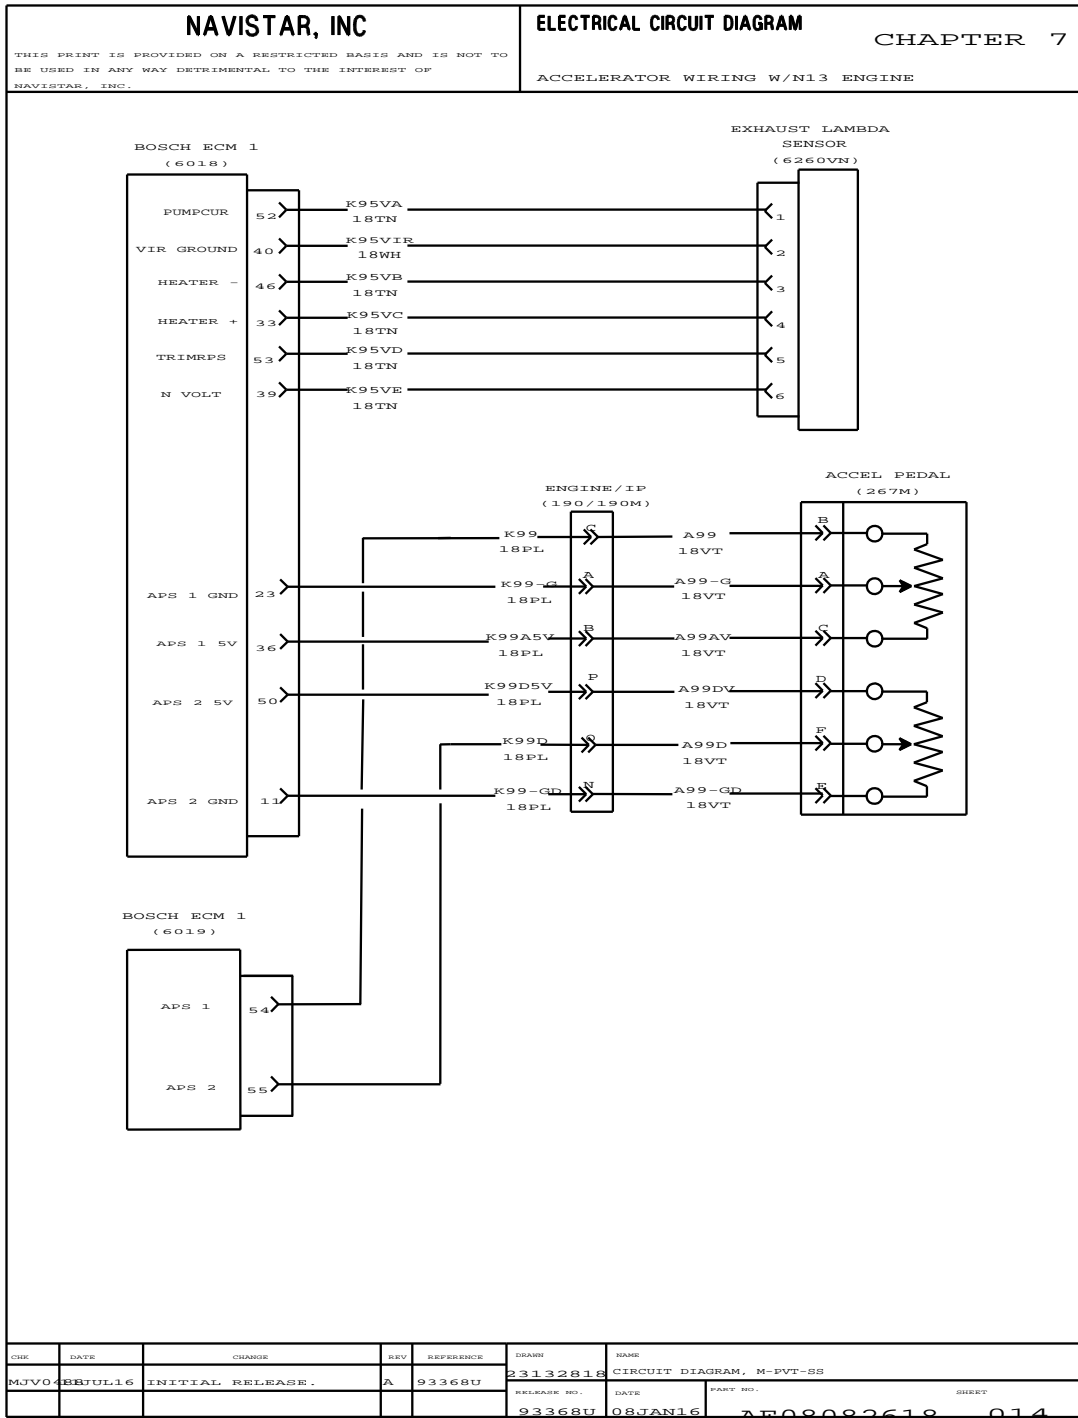 NAVISTAR, INC
THIS PRINT IS PROVIDED ON A RESTRICTED BASIS AND IS NOT TO
BE USED IN ANY WAY DETRIMENTAL TO THE INTEREST OF
NAVISTAR, INC.
ELECTRICAL CIRCUIT DIAGRAM
CHAPTER 7
ACCELERATOR WIRING W/N13 ENGINE
BOSCH ECM 1
(6018)
EXHAUST LAMBDA
SENSOR
(6260VN)
PUMPCUR 52 K95VA 1
18TN
VIR GROUND 40 K95VIR 2
18WH
HEATER - 46 K95VB 3
18TN
HEATER + 33 K95VC 4
18TN
TRIMRPS 53 K95VD 5
18TN
N VOLT 39 K95VE 6
18TN
ENGINE/IP
(190/190M)
ACCEL PEDAL
(267M)
K99 C A99 B
18PL 18VT
APS 1 GND 23 K99-G A A99-G A
18PL 18VT
APS 1 5V 36 K99A5V B A99AV C
18PL 18VT
APS 2 5V 50 K99D5V P A99DV D
18PL 18VT
K99D A99D F
18PL 18VT
APS 2 GND 11 K99-GD N A99-GD E
18PL 18VT
BOSCH ECM 1
(6019)
APS 1 54
APS 2 55
CHK DATE CHANGE REV REFERENCE
INITIAL RELEASE. A 93368U
DRAWN
23132818
NAME
CIRCUIT DIAGRAM, M-PVT-SS
RELEASE NO.
93368U
DATE
08JAN16
PART NO.
AE08082618
SHEET
014